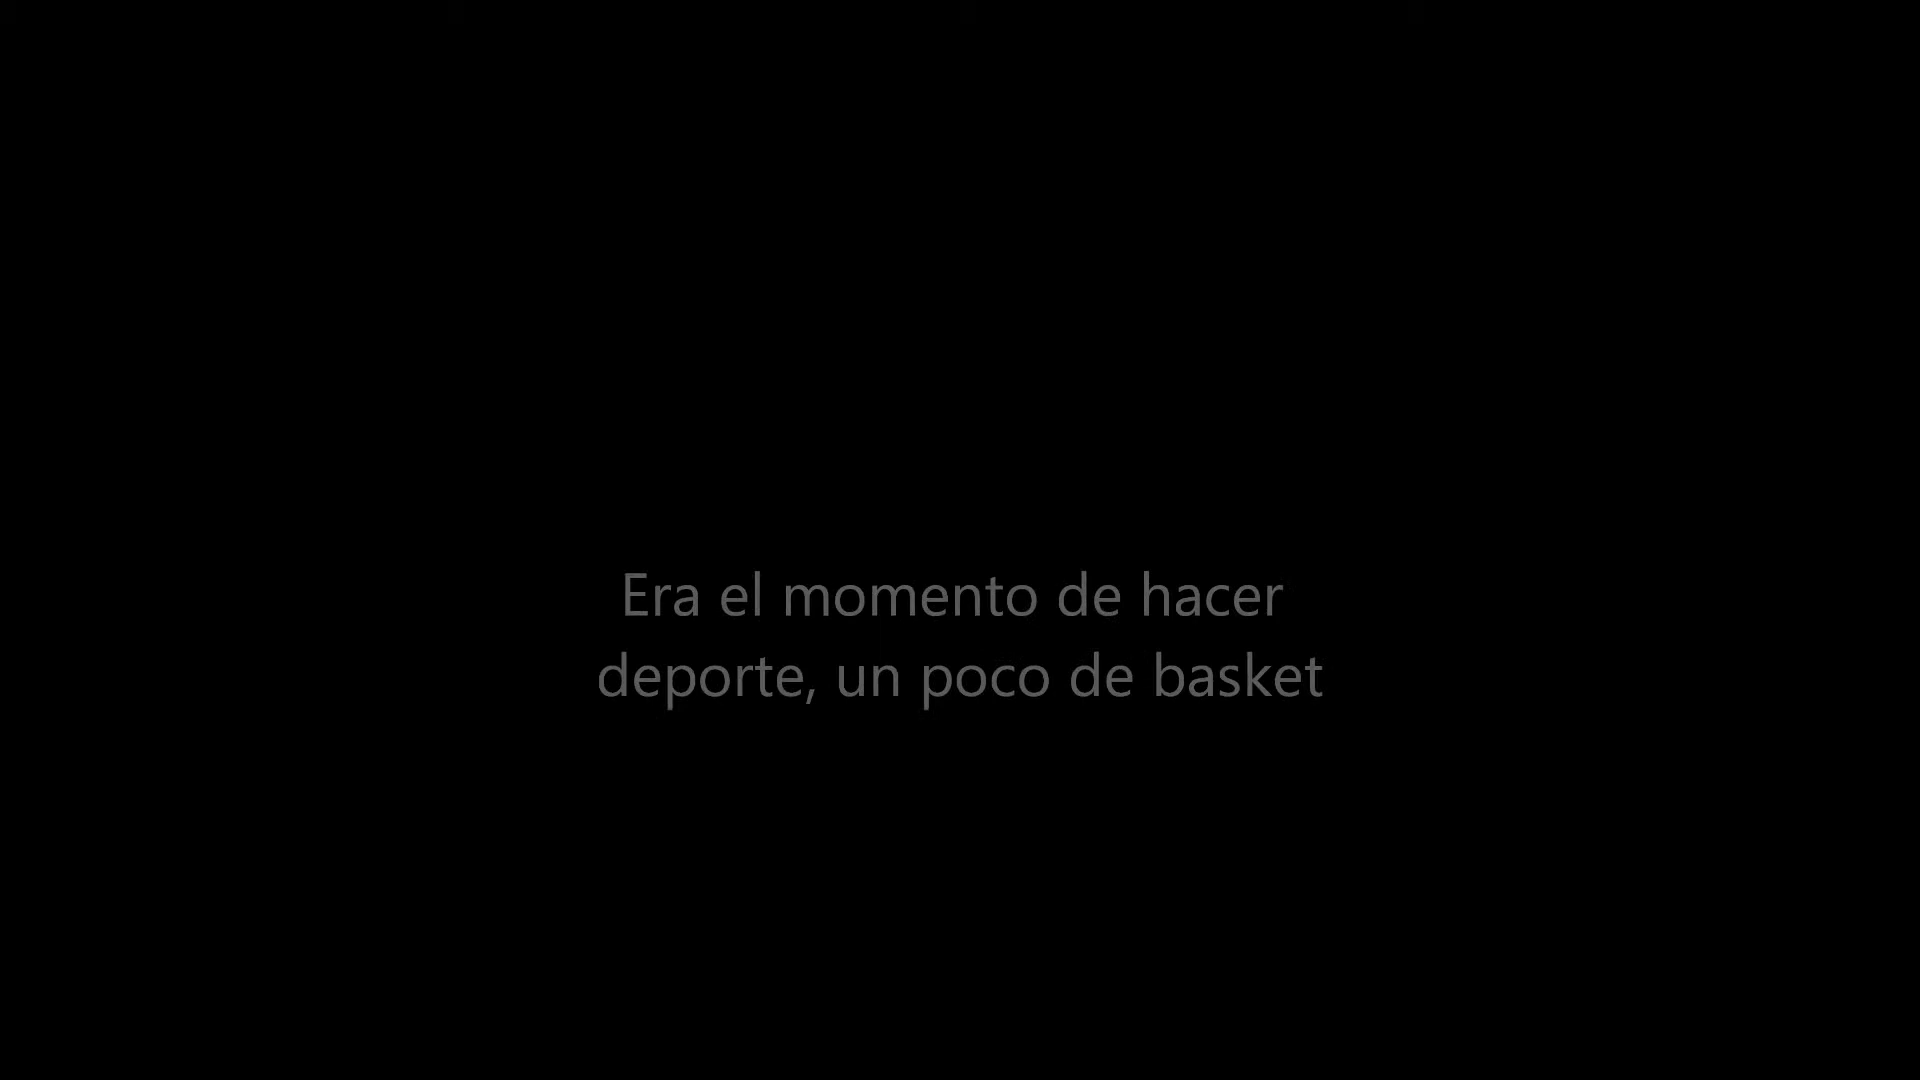 Era el momento de hacer
deporte, un poco de basket